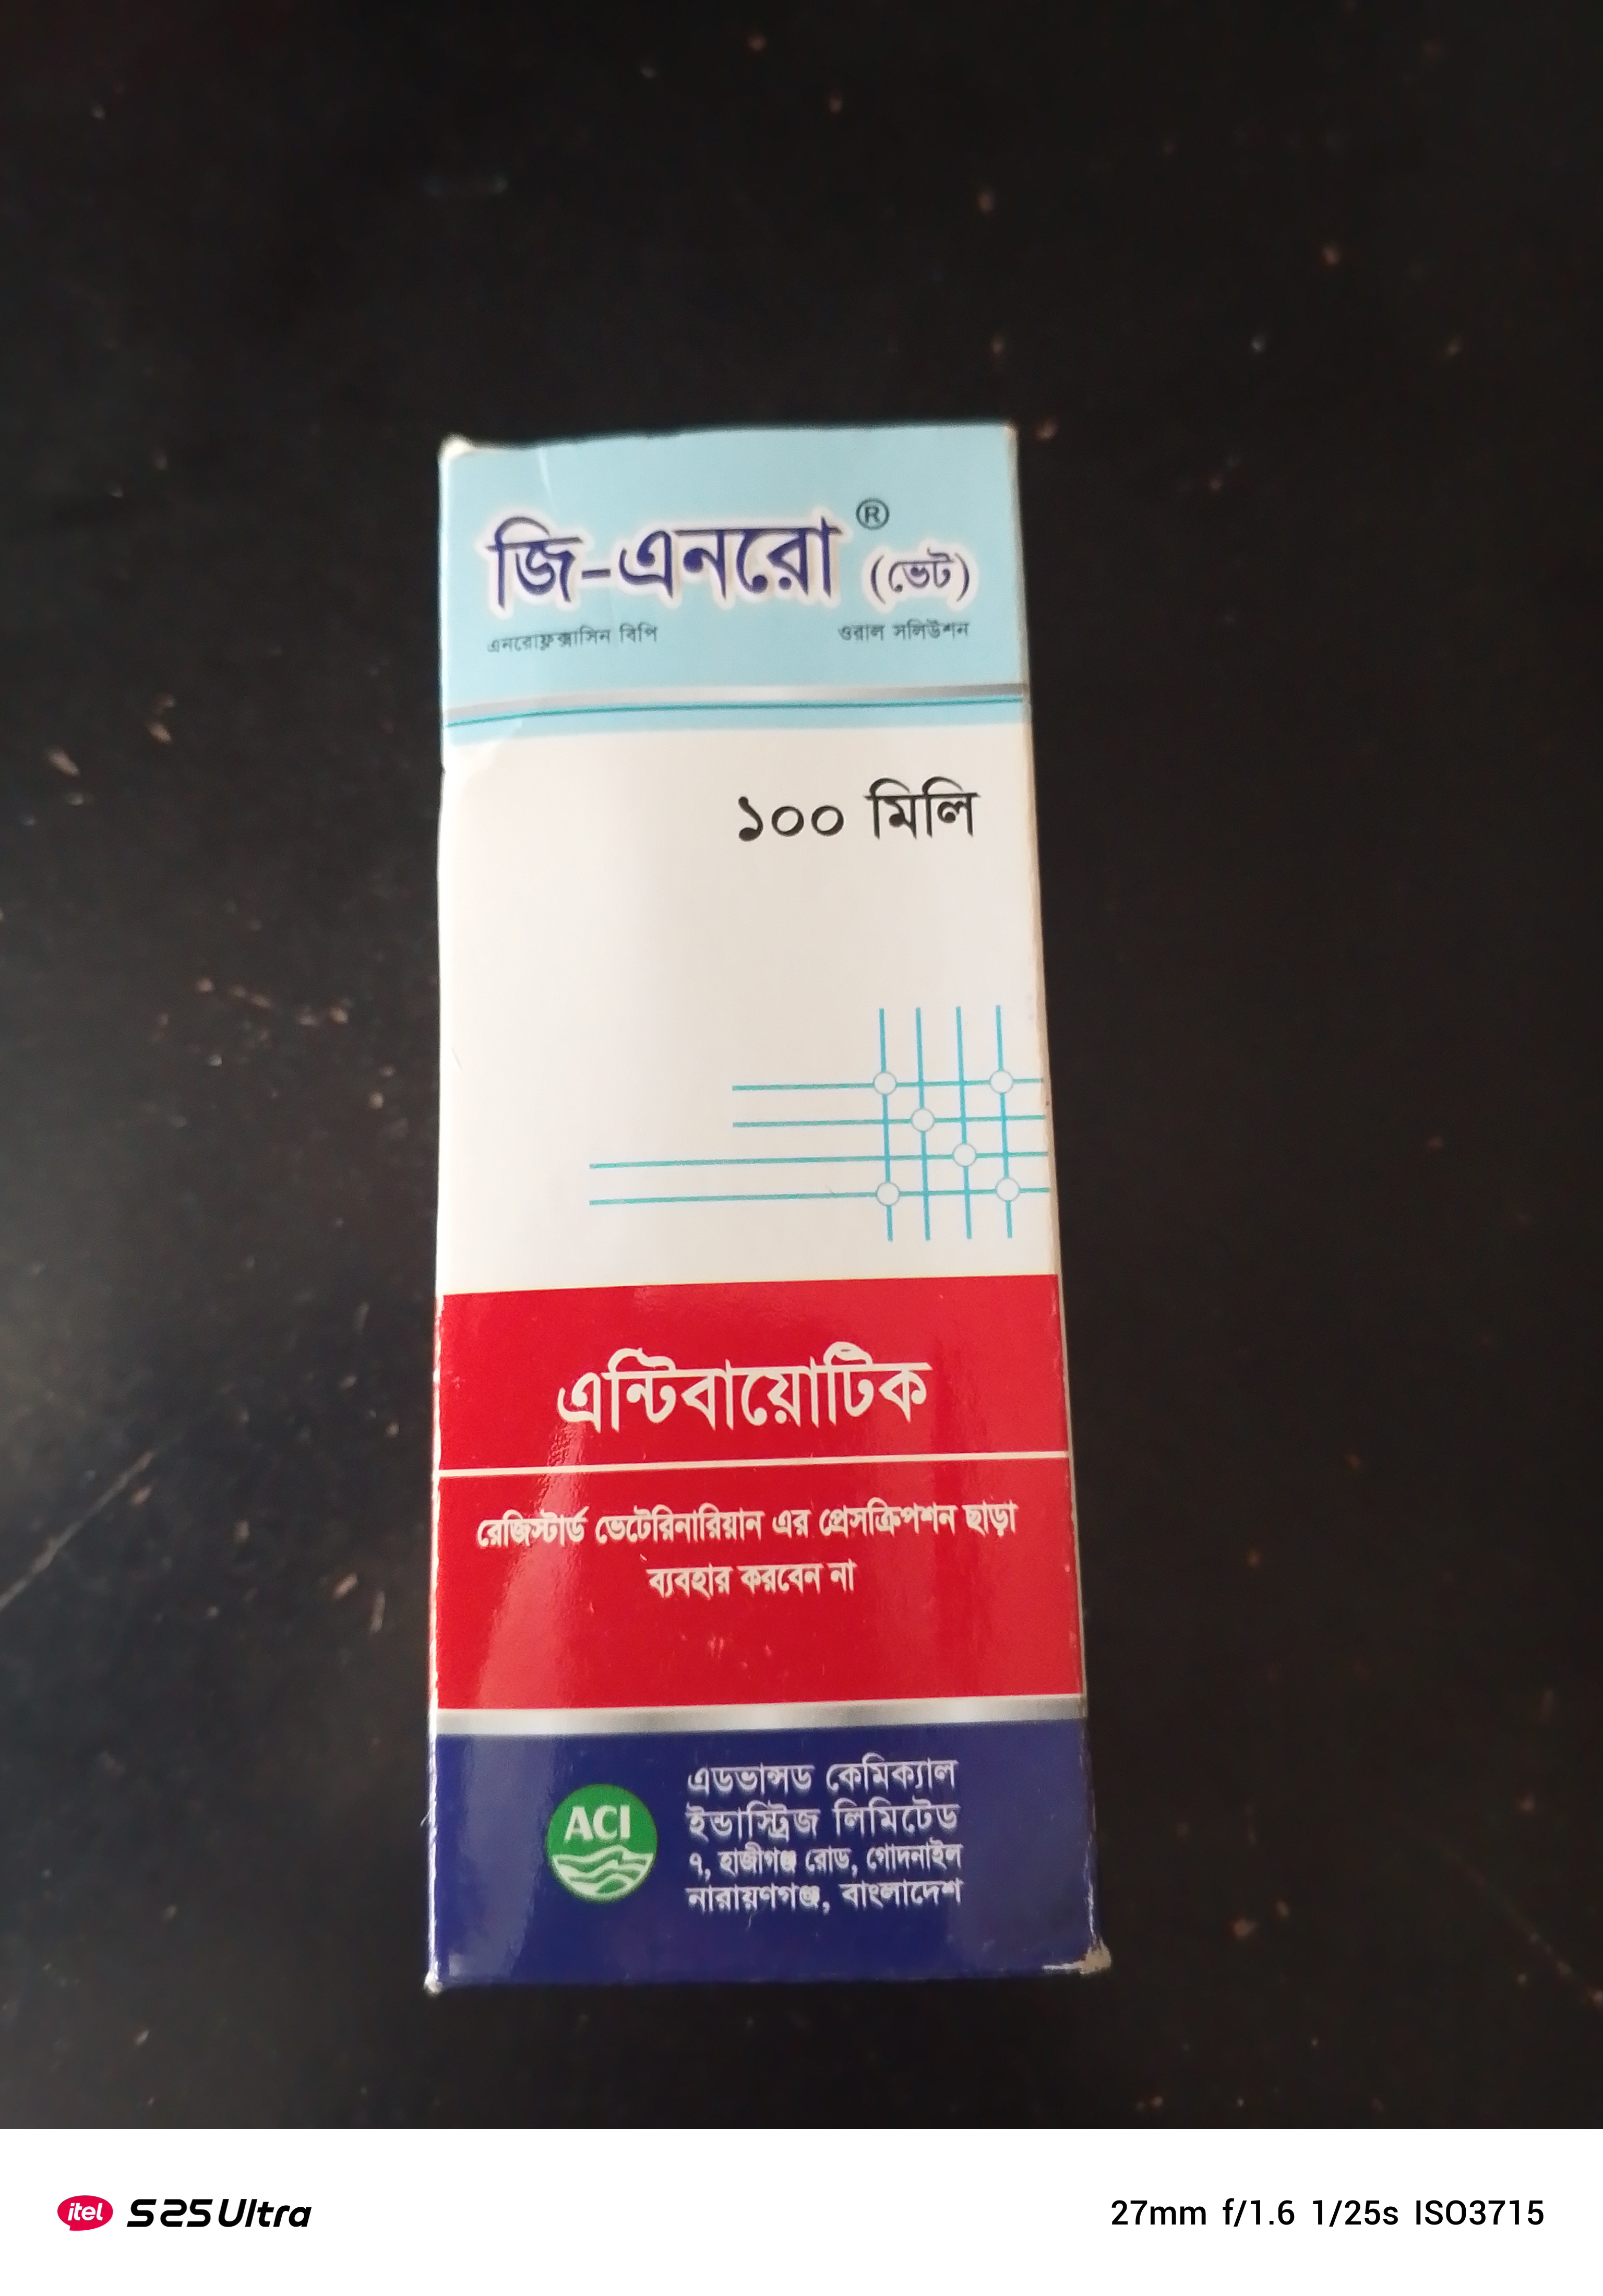 জি-এনরো ® (ভেট)
এনরোফ্লক্সাসিন বিপি ওরাল সলিউশন
১০০ মিলি
এন্টিবায়োটিক
রেজিস্টার্ড ভেটেরিনারিয়ান এর প্রেসক্রিপশন ছাড়া
ব্যবহার করবেন না
ACI
এডভান্সড কেমিক্যাল
ইন্ডাস্ট্রিজ লিমিটেড
৭, হাজীগঞ্জ রোড, গোদনাইল
নারায়ণগঞ্জ, বাংলাদেশ
itel S25 Ultra 27mm f/1.6 1/25s ISO3715